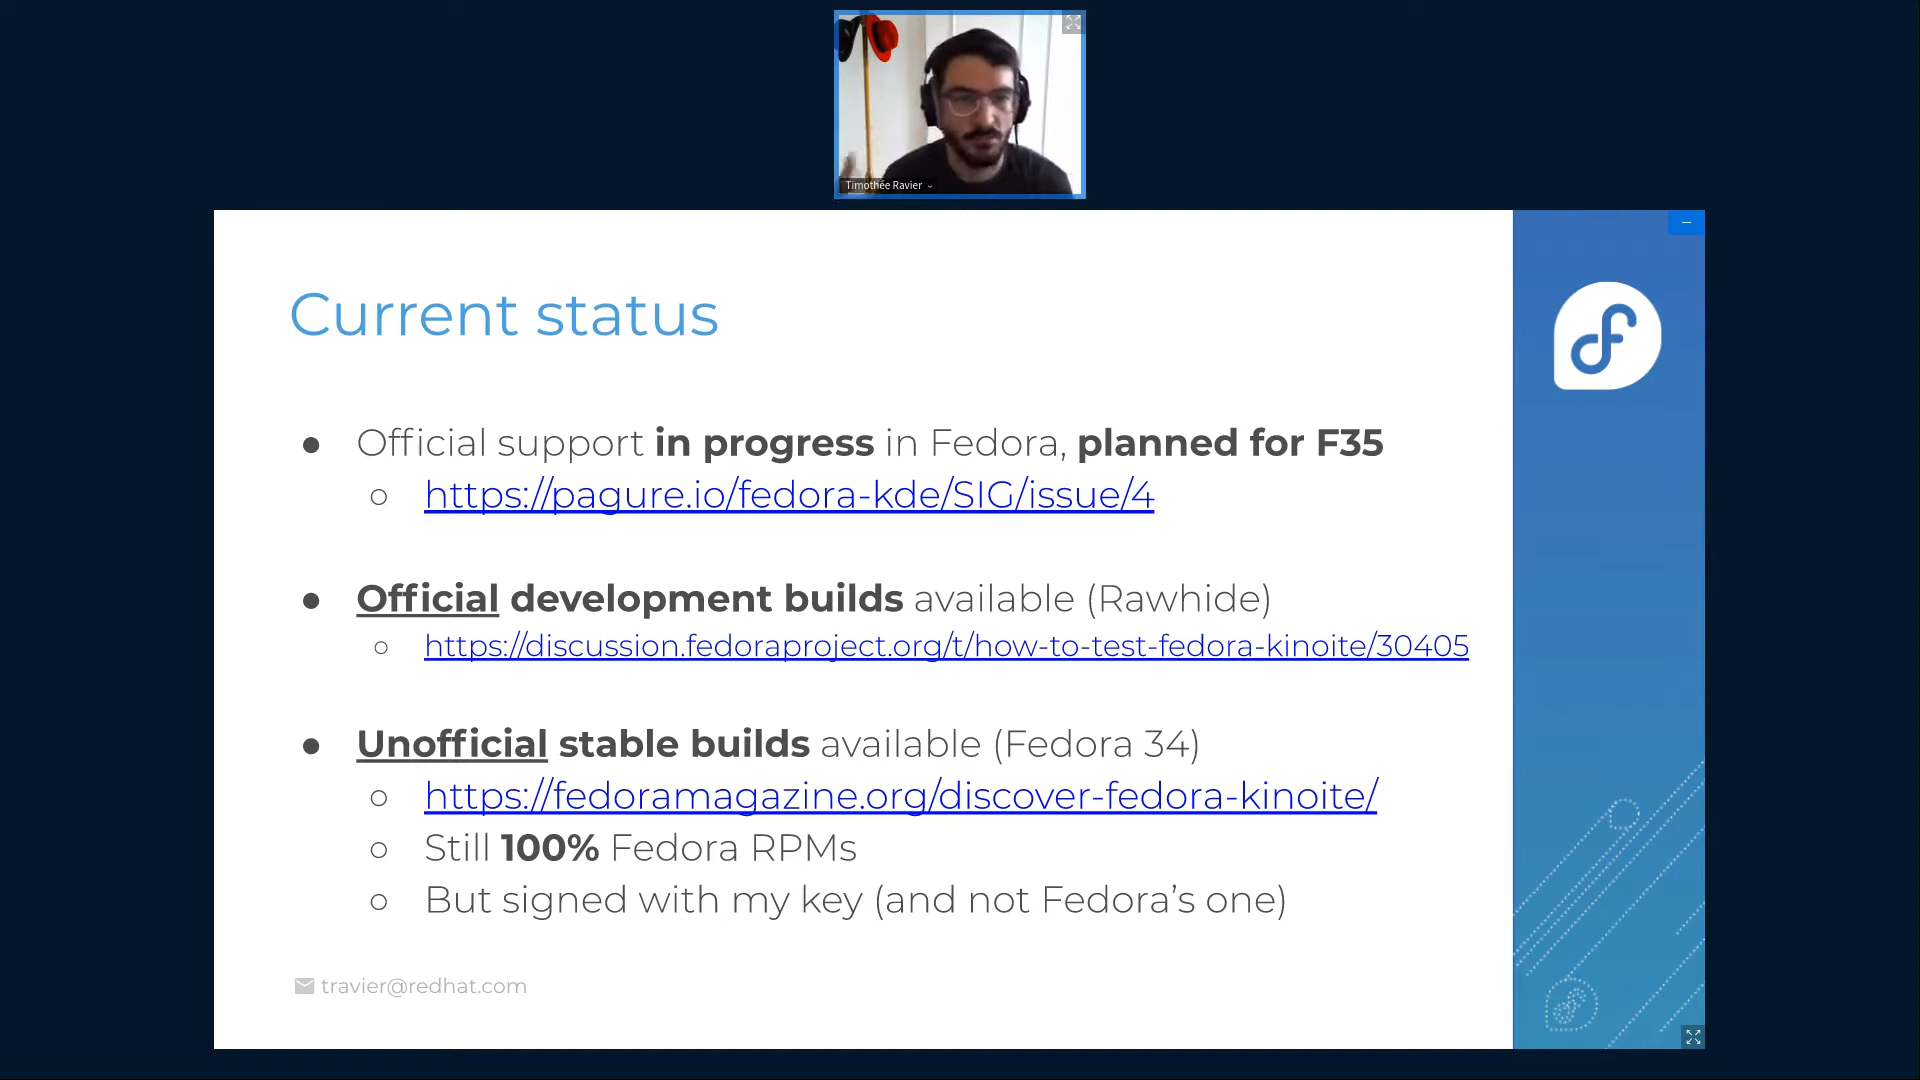 Timothée Ravier
Current status
● Official support in progress in Fedora, planned for F35
○ https://pagure.io/fedora-kde/SIG/issue/4
● Official development builds available (Rawhide)
○ https://discussion.fedoraproject.org/t/how-to-test-fedora-kinoite/30405
● Unofficial stable builds available (Fedora 34)
○ https://fedoramagazine.org/discover-fedora-kinoite/
○ Still 100% Fedora RPMs
○ But signed with my key (and not Fedora’s one)
travier@redhat.com